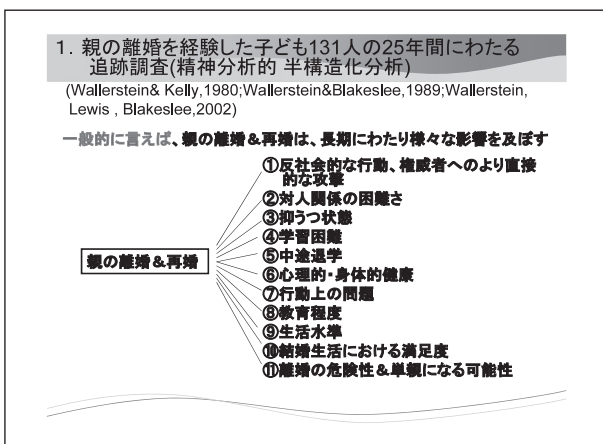 1．親の離婚を経験した子ども131人の25年間にわたる
追跡調査(精神分析的 半構造化分析)
(Wallerstein& Kelly,1980;Wallerstein&Blakeslee,1989;Wallerstein,
Lewis , Blakeslee,2002)
一般的に言えば、親の離婚＆再婚は、長期にわたり様々な影響を及ぼす
①反社会的な行動、権威者へのより直接
的な攻撃
②対人関係の困難さ
③抑うつ状態
④学習困難
⑤中途退学
親の離婚＆再婚
⑥心理的・身体的健康
⑦行動上の問題
⑧教育程度
⑨生活水準
⑩結婚生活における満足度
⑪離婚の危険性＆単親になる可能性